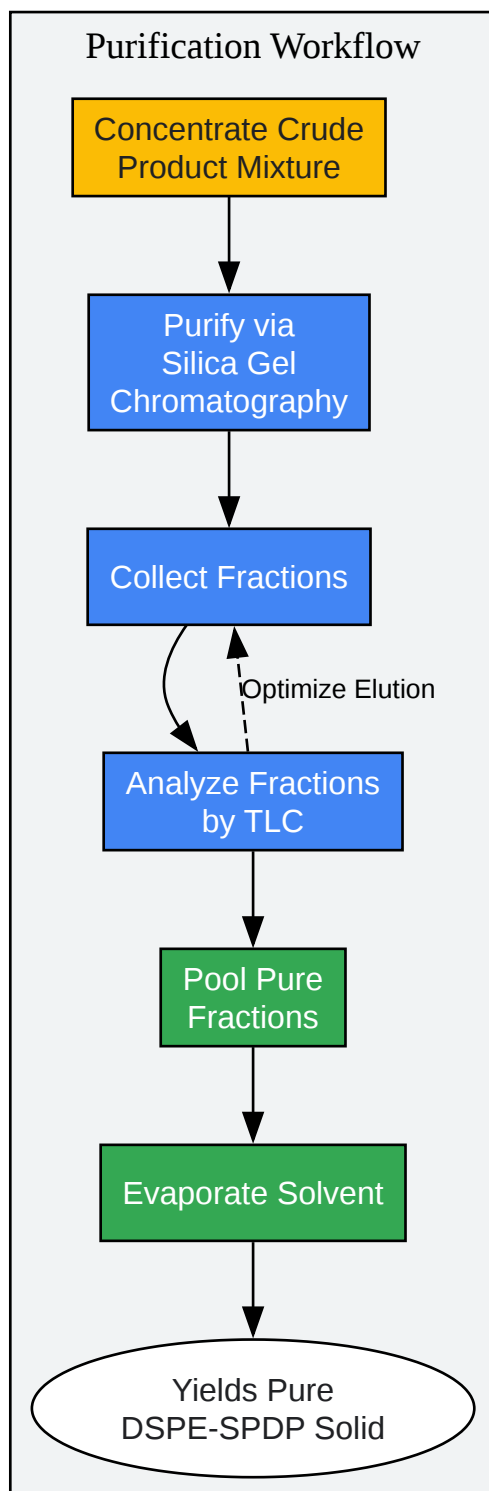 Purification Workflow
Concentrate Crude
Product Mixture
Purify via
Silica Gel
Chromatography
Collect Fractions
Optimize Elution
Analyze Fractions
by TLC
Pool Pure
Fractions
Evaporate Solvent
Yields Pure
DSPE-SPDP Solid